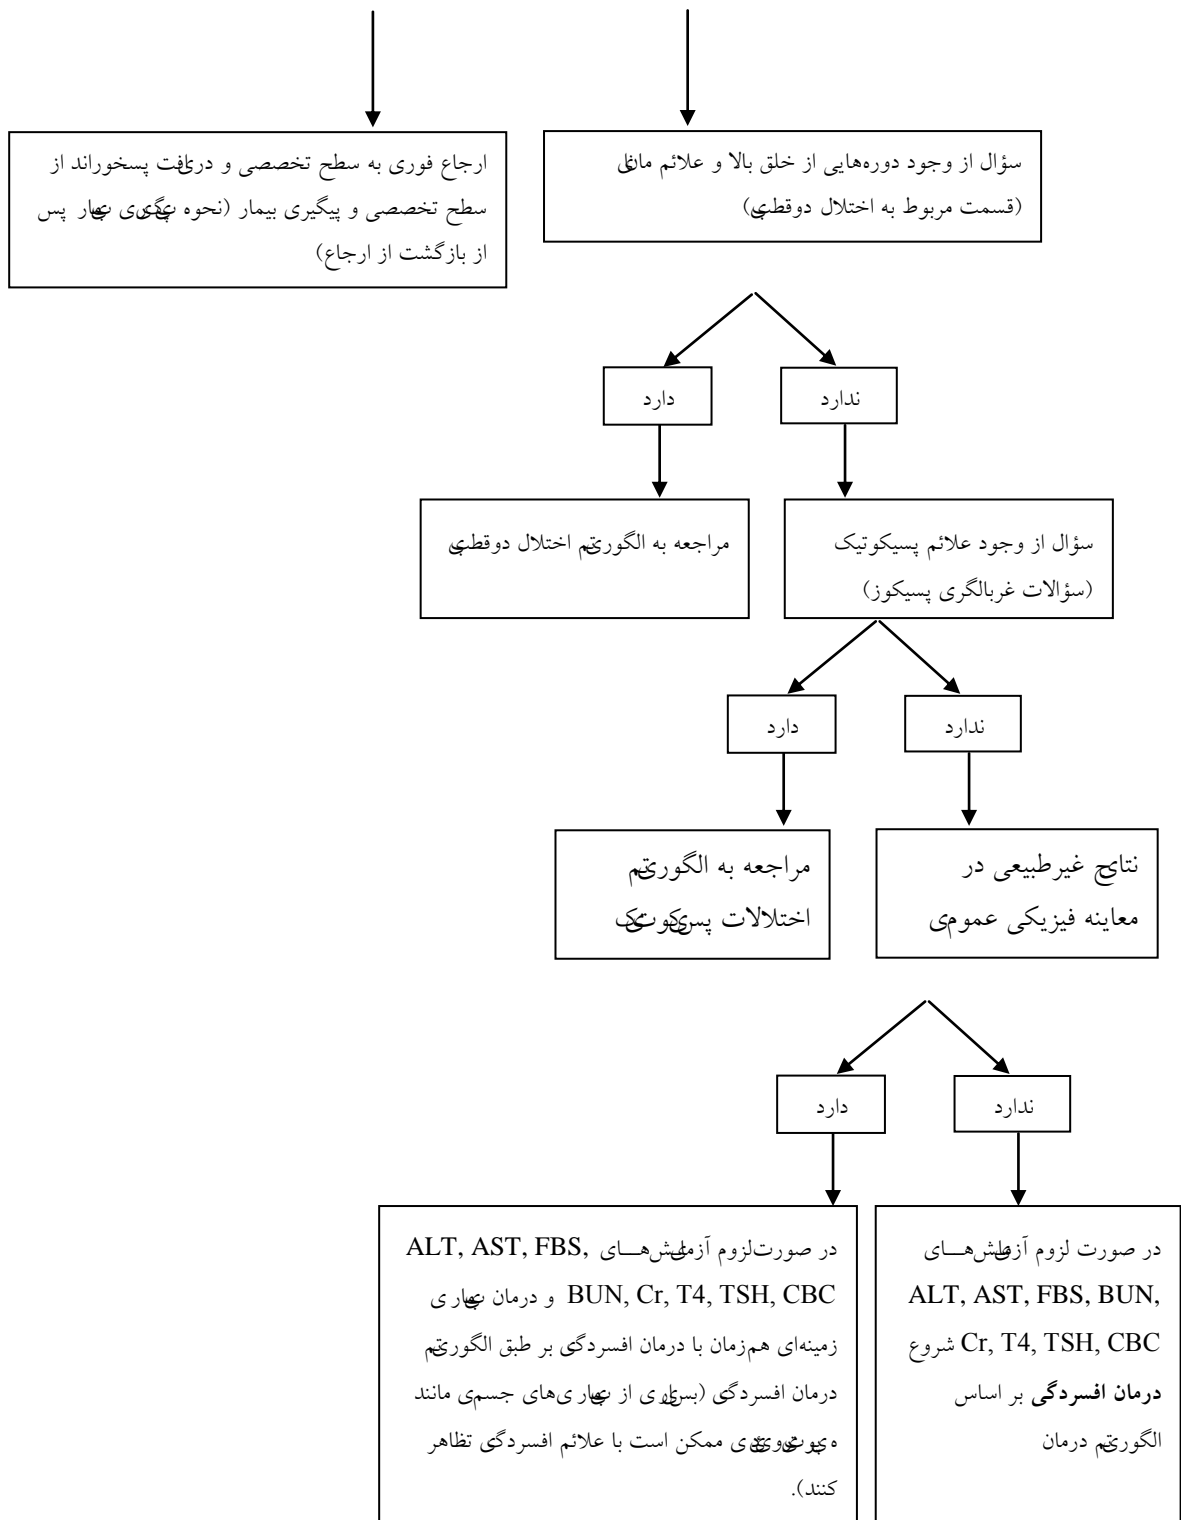 سؤال از وجود دوره‌هایی از خلق بالا و علائم مانیا
(قسمت مربوط به اختلال دوقطبی)
ارجاع فوری به سطح تخصصی و دریافت پسخوراند از
سطح تخصصی و پیگیری بیمار (نحوه پیگیری بیمار پس
از بازگشت از ارجاع)
ندارد
دارد
سؤال از وجود علائم پسیکوتیک
(سؤالات غربالگری پسیکوز)
مراجعه به الگوریتم اختلال دوقطبی
ندارد
دارد
نتایج غیرطبیعی در
معاینه فیزیکی عمومی
مراجعه به الگوریتم
اختلالات پسیکوتیک
ندارد
دارد
در صورت لزوم آزمایش‌هــای
ALT, AST, FBS, BUN,
Cr, T4, TSH, CBC شروع
درمان افسردگی بر اساس
الگوریتم درمان
در صورت‌لزوم آزمایش‌هــای ALT, AST, FBS,
BUN, Cr, T4, TSH, CBC و درمان بیماری
زمینه‌ای هم‌زمان با درمان افسردگی بر طبق الگوریتم
درمان افسردگی (بسیاری از بیماری‌های جسمی مانند
هیپوتیروئیدی ممکن است با علائم افسردگی تظاهر
کنند).